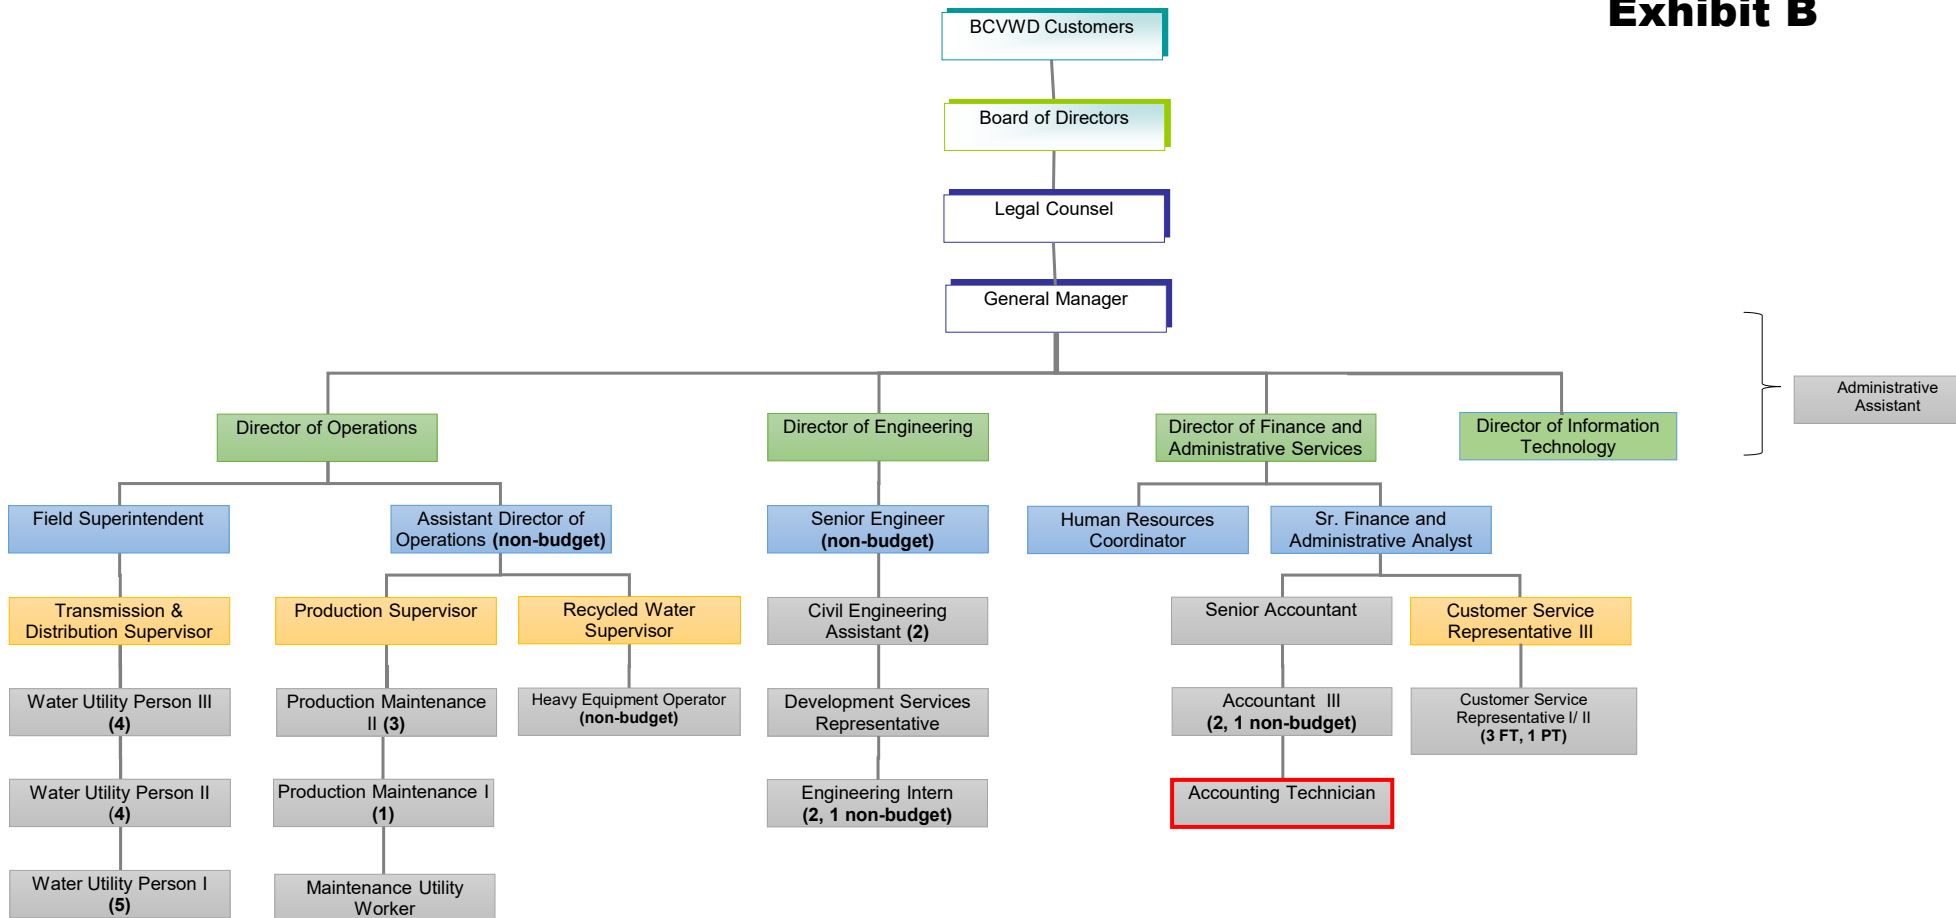 Exhibit B
BCVWD Customers
Board of Directors
Legal Counsel
General Manager
Administrative
Assistant
Director of Operations
Director of Engineering
Director of Finance and
Administrative Services
Director of Information
Technology
Field Superintendent
Assistant Director of
Operations (non-budget)
Senior Engineer
(non-budget)
Human Resources
Coordinator
Sr. Finance and
Administrative Analyst
Transmission &
Distribution Supervisor
Production Supervisor
Recycled Water
Supervisor
Civil Engineering
Assistant (2)
Senior Accountant
Customer Service
Representative III
Water Utility Person III
(4)
Production Maintenance
II (3)
Heavy Equipment Operator
(non-budget)
Development Services
Representative
Accountant III
(2, 1 non-budget)
Customer Service
Representative I/ II
(3 FT, 1 PT)
Water Utility Person II
(4)
Production Maintenance I
(1)
Engineering Intern
(2, 1 non-budget)
Accounting Technician
Water Utility Person I
(5)
Maintenance Utility
Worker